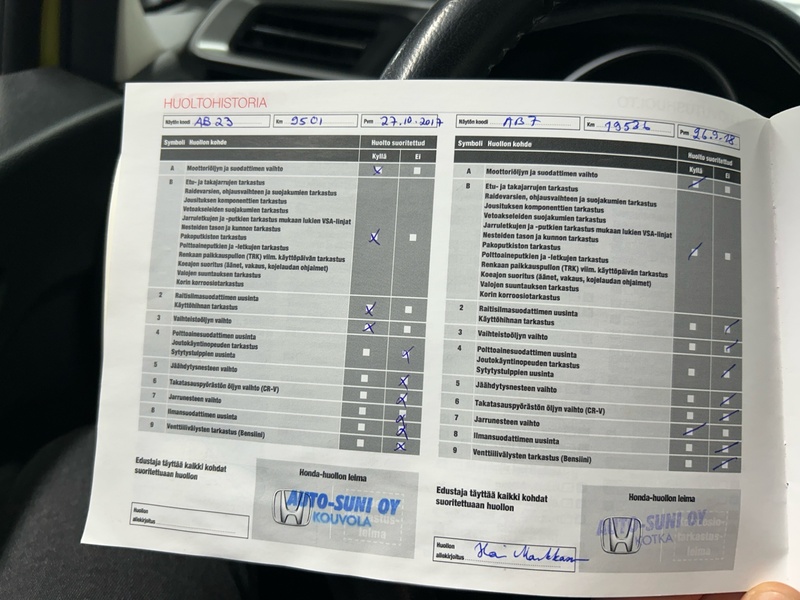 HUOLTOHISTORIA
Näytön koodi AB 23 Km 9501 Pvm 27.10.2017
Symboli Huollon kohde Huolto suoritettu
Kyllä Ei
A Moottoriöljyn ja suodattimen vaihto
B Etu- ja takajarrujen tarkastus
Raidevarsien, ohjausvaihteen ja suojakumien tarkastus
Jousituksen komponenttien tarkastus
Vetoakseleiden suojakumien tarkastus
Jarruletkujen ja -putkien tarkastus mukaan lukien VSA-linjat
Nesteiden tason ja kunnon tarkastus
Pakoputkiston tarkastus
Polttoaineputkien ja -letkujen tarkastus
Renkaan paikkauspullon (TRK) viim. käyttöpäivän tarkastus
Koeajon suoritus (äänet, vakaus, kojelaudan ohjaimet)
Valojen suuntauksen tarkastus
Korin korroosiotarkastus
2 Raitisilmasuodattimen uusinta
Käyttöhihnan tarkastus
3 Vaihteistoöljyn vaihto
4 Polttoainesuodattimen uusinta
Joutokäyntinopeuden tarkastus
Sytytystulppien uusinta
5 Jäähdytysnesteen vaihto
6 Takatasauspyörästön öljyn vaihto (CR-V)
7 Jarrunesteen vaihto
8 Ilmansuodattimen uusinta
9 Venttiilivälysten tarkastus (Bensiini)
Edustaja täyttää kaikki kohdat
suoritettuaan huollon
Honda-huollon leima
AUTO-SUNI OY
KOUVOLA
Huollon
allekirjoitus
Näytön koodi AB 7 Km 19526 Pvm 26.9.18
Symboli Huollon kohde Huolto suoritettu
Kyllä Ei
A Moottoriöljyn ja suodattimen vaihto
B Etu- ja takajarrujen tarkastus
Raidevarsien, ohjausvaihteen ja suojakumien tarkastus
Jousituksen komponenttien tarkastus
Vetoakseleiden suojakumien tarkastus
Jarruletkujen ja -putkien tarkastus mukaan lukien VSA-linjat
Nesteiden tason ja kunnon tarkastus
Pakoputkiston tarkastus
Polttoaineputkien ja -letkujen tarkastus
Renkaan paikkauspullon (TRK) viim. käyttöpäivän tarkastus
Koeajon suoritus (äänet, vakaus, kojelaudan ohjaimet)
Valojen suuntauksen tarkastus
Korin korroosiotarkastus
2 Raitisilmasuodattimen uusinta
Käyttöhihnan tarkastus
3 Vaihteistoöljyn vaihto
4 Polttoainesuodattimen uusinta
Joutokäyntinopeuden tarkastus
Sytytystulppien uusinta
5 Jäähdytysnesteen vaihto
6 Takatasauspyörästön öljyn vaihto (CR-V)
7 Jarrunesteen vaihto
8 Ilmansuodattimen uusinta
9 Venttiilivälysten tarkastus (Bensiini)
Edustaja täyttää kaikki kohdat
suoritettuaan huollon
Honda-huollon leima
AUTO-SUNI OY
KOTKA
Huollon
allekirjoitus